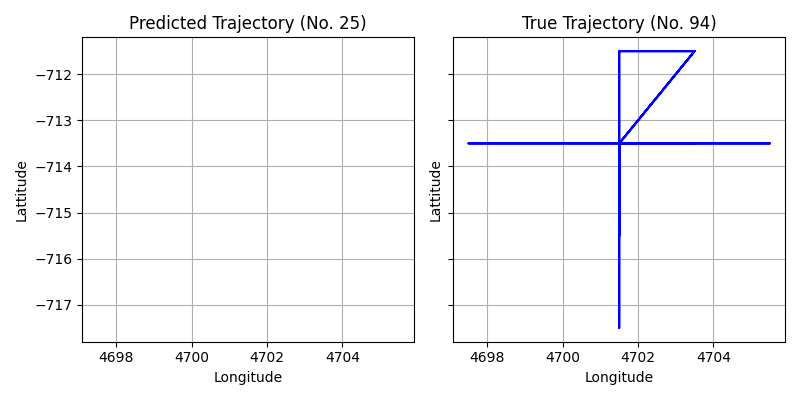 Predicted Trajectory (No. 25)
True Trajectory (No. 94)
−712
−713
−714
−715
−716
−717
Lattitude
Lattitude
4698
4700
4702
4704
4698
4700
4702
4704
Longitude
Longitude